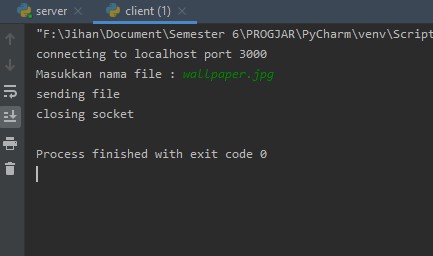 server
client (1)
"F:\Jihan\Document\Semester 6\PROGJAR\PyCharm\venv\Script
connecting to localhost port 3000
Masukkan nama file : wallpaper.jpg
sending file
closing socket
Process finished with exit code 0